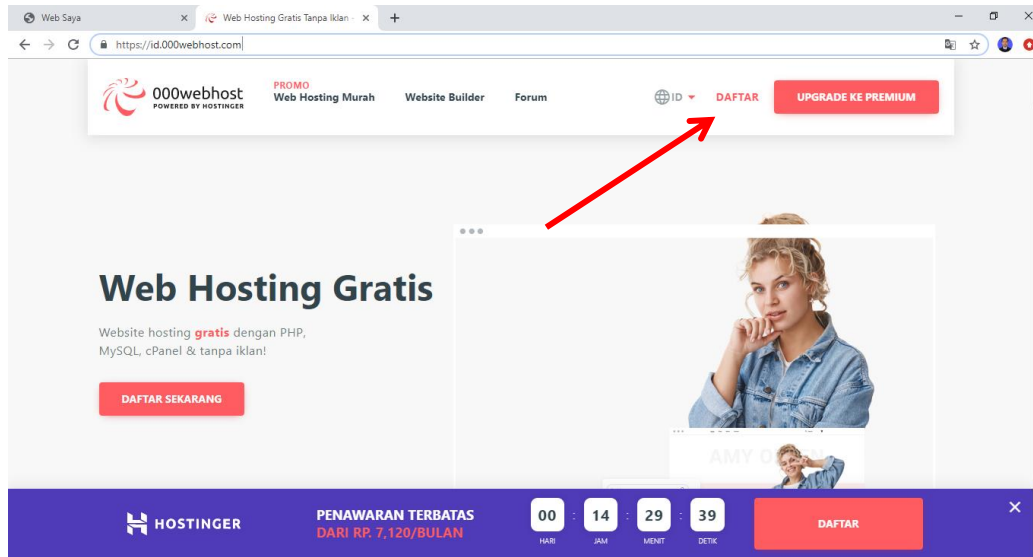 Web Saya
Web Hosting Gratis Tanpa Iklan -
https://id.000webhost.com
000webhost
POWERED BY HOSTINGER
PROMO
Web Hosting Murah
Website Builder
Forum
ID
DAFTAR
UPGRADE KE PREMIUM
Web Hosting Gratis
Website hosting gratis dengan PHP,
MySQL, cPanel & tanpa iklan!
DAFTAR SEKARANG
AMY
HOSTINGER
PENAWARAN TERBATAS
DARI RP. 7,120/BULAN
00 : 14 : 29 : 39
HARI JAM MENIT DETIK
DAFTAR